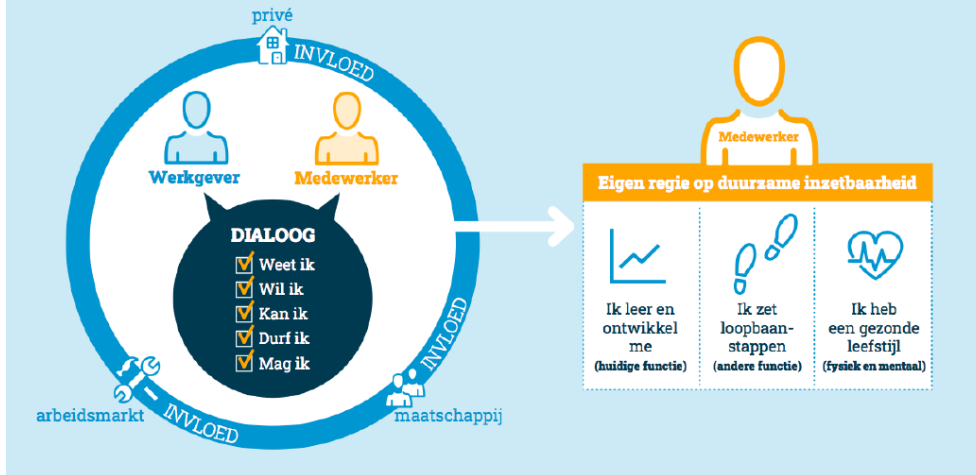 privé
INVLOED
Werkgever
Medewerker
DIALOOG
Weet ik
Wil ik
Kan ik
Durf ik
Mag ik
INVLOED
maatschappij
INVLOED
arbeidsmarkt
Medewerker
Eigen regie op duurzame inzetbaarheid
Ik leer en
ontwikkel
me
(huidige functie)
Ik zet
loopbaan-
stappen
(andere functie)
Ik heb
een gezonde
leefstijl
(fysiek en mentaal)